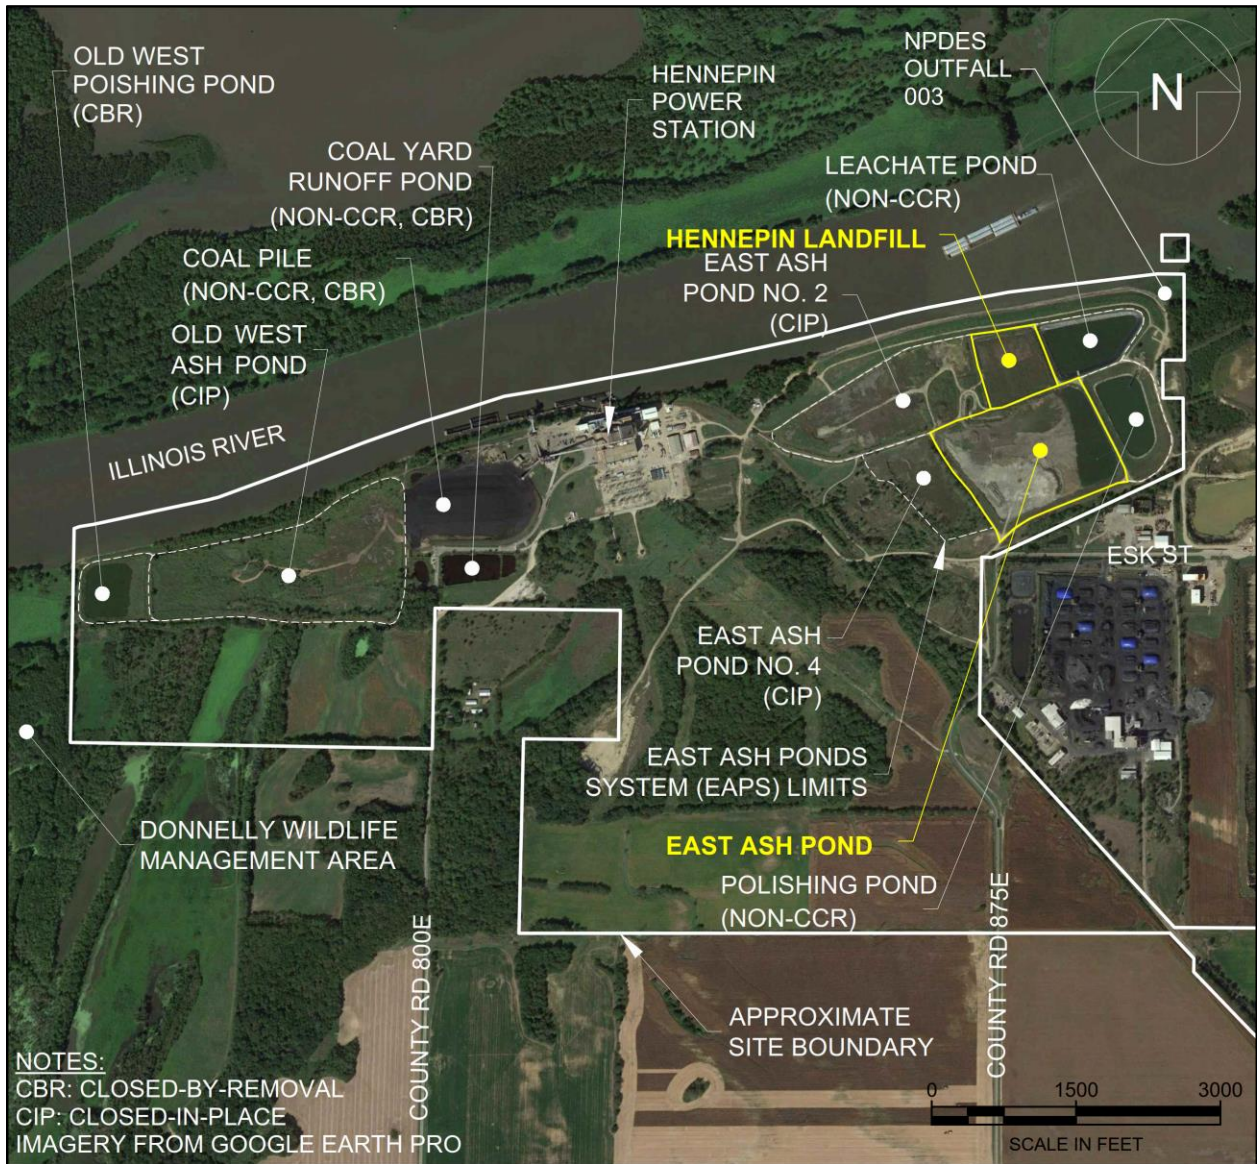 OLD WEST
POISHING POND
(CBR)
HENNEPIN
POWER
STATION
NPDES
OUTFALL
003
N
COAL YARD
RUNOFF POND
(NON-CCR, CBR)
LEACHATE POND
(NON-CCR)
HENNEPIN LANDFILL
COAL PILE
(NON-CCR, CBR)
EAST ASH
POND NO. 2
(CIP)
OLD WEST
ASH POND
(CIP)
ILLINOIS RIVER
ESK ST
EAST ASH
POND NO. 4
(CIP)
EAST ASH PONDS
SYSTEM (EAPS) LIMITS
DONNELLY WILDLIFE
MANAGEMENT AREA
EAST ASH POND
POLISHING POND
(NON-CCR)
COUNTY RD 800E
COUNTY RD 875E
APPROXIMATE
SITE BOUNDARY
NOTES:
CBR: CLOSED-BY-REMOVAL
CIP: CLOSED-IN-PLACE
IMAGERY FROM GOOGLE EARTH PRO
0 1500 3000
SCALE IN FEET